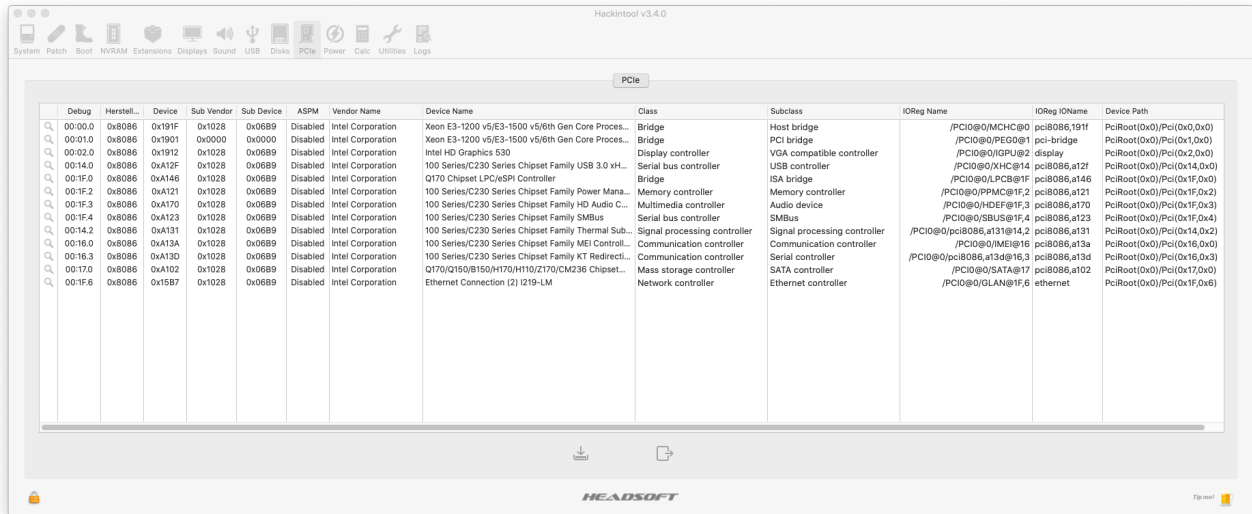 Hackintool v3.4.0
System Patch Boot NVRAM Extensions Displays Sound USB Disks PCIe Power Calc Utilities Logs
PCIe
Debug Herstell... Device Sub Vendor Sub Device ASPM Vendor Name Device Name Class Subclass IOReg Name IOReg IOName Device Path
00:00.0 0x8086 0x191F 0x1028 0x06B9 Disabled Intel Corporation Xeon E3-1200 v5/E3-1500 v5/6th Gen Core Proces... Bridge Host bridge /PCI0@0/MCHC@0 pci8086,191f PciRoot(0x0)/Pci(0x0,0x0)
00:01.0 0x8086 0x1901 0x0000 0x0000 Disabled Intel Corporation Xeon E3-1200 v5/E3-1500 v5/6th Gen Core Proces... Bridge PCI bridge /PCI0@0/PEG0@1 pci-bridge PciRoot(0x0)/Pci(0x1,0x0)
00:02.0 0x8086 0x1912 0x1028 0x06B9 Disabled Intel Corporation Intel HD Graphics 530 Display controller VGA compatible controller /PCI0@0/IGPU@2 display PciRoot(0x0)/Pci(0x2,0x0)
00:14.0 0x8086 0xA12F 0x1028 0x06B9 Disabled Intel Corporation 100 Series/C230 Series Chipset Family USB 3.0 xH... Serial bus controller USB controller /PCI0@0/XHC@14 pci8086,a12f PciRoot(0x0)/Pci(0x14,0x0)
00:1F.0 0x8086 0xA146 0x1028 0x06B9 Disabled Intel Corporation Q170 Chipset LPC/eSPI Controller Bridge ISA bridge /PCI0@0/LPCB@1F pci8086,a146 PciRoot(0x0)/Pci(0x1F,0x0)
00:1F.2 0x8086 0xA121 0x1028 0x06B9 Disabled Intel Corporation 100 Series/C230 Series Chipset Family Power Mana... Memory controller Memory controller /PCI0@0/PPMC@1F,2 pci8086,a121 PciRoot(0x0)/Pci(0x1F,0x2)
00:1F.3 0x8086 0xA170 0x1028 0x06B9 Disabled Intel Corporation 100 Series/C230 Series Chipset Family HD Audio C... Multimedia controller Audio device /PCI0@0/HDEF@1F,3 pci8086,a170 PciRoot(0x0)/Pci(0x1F,0x3)
00:1F.4 0x8086 0xA123 0x1028 0x06B9 Disabled Intel Corporation 100 Series/C230 Series Chipset Family SMBus Serial bus controller SMBus /PCI0@0/SBUS@1F,4 pci8086,a123 PciRoot(0x0)/Pci(0x1F,0x4)
00:14.2 0x8086 0xA131 0x1028 0x06B9 Disabled Intel Corporation 100 Series/C230 Series Chipset Family Thermal Sub... Signal processing controller Signal processing controller /PCI0@0/pci8086,a131@14,2 pci8086,a131 PciRoot(0x0)/Pci(0x14,0x2)
00:16.0 0x8086 0xA13A 0x1028 0x06B9 Disabled Intel Corporation 100 Series/C230 Series Chipset Family MEI Controll... Communication controller Communication controller /PCI0@0/IMEI@16 pci8086,a13a PciRoot(0x0)/Pci(0x16,0x0)
00:16.3 0x8086 0xA13D 0x1028 0x06B9 Disabled Intel Corporation 100 Series/C230 Series Chipset Family KT Redirecti... Communication controller Serial controller /PCI0@0/pci8086,a13d@16,3 pci8086,a13d PciRoot(0x0)/Pci(0x16,0x3)
00:17.0 0x8086 0xA102 0x1028 0x06B9 Disabled Intel Corporation Q170/Q150/B150/H170/H110/Z170/CM236 Chipset... Mass storage controller SATA controller /PCI0@0/SATA@17 pci8086,a102 PciRoot(0x0)/Pci(0x17,0x0)
00:1F.6 0x8086 0x15B7 0x1028 0x06B9 Disabled Intel Corporation Ethernet Connection (2) I219-LM Network controller Ethernet controller /PCI0@0/GLAN@1F,6 ethernet PciRoot(0x0)/Pci(0x1F,0x6)
HEADSOFT
Tip me!